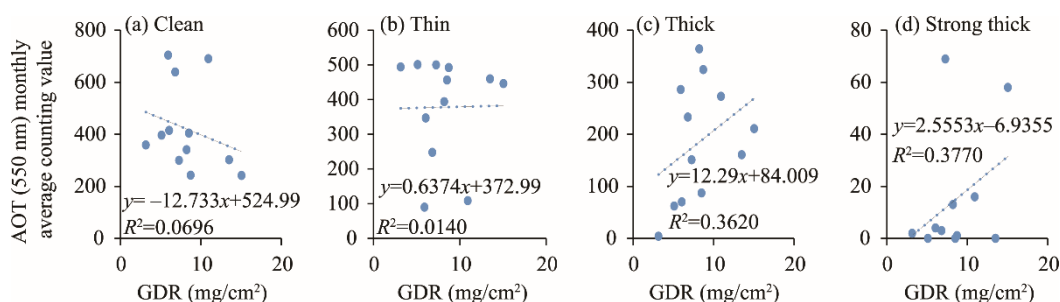 (a) Clean
(b) Thin
(c) Thick
(d) Strong thick
AOT (550 nm) monthly
average counting value
800
600
400
200
0
y= −12.733x+524.99
R²=0.0696
0 10 20
GDR (mg/cm²)
600
500
400
300
200
100
0
y=0.6374x+372.99
R²=0.0140
0 10 20
GDR (mg/cm²)
400
300
200
100
0
y=12.29x+84.009
R²=0.3620
0 10 20
GDR (mg/cm²)
80
60
40
20
0
y=2.5553x−6.9355
R²=0.3770
0 10 20
GDR (mg/cm²)